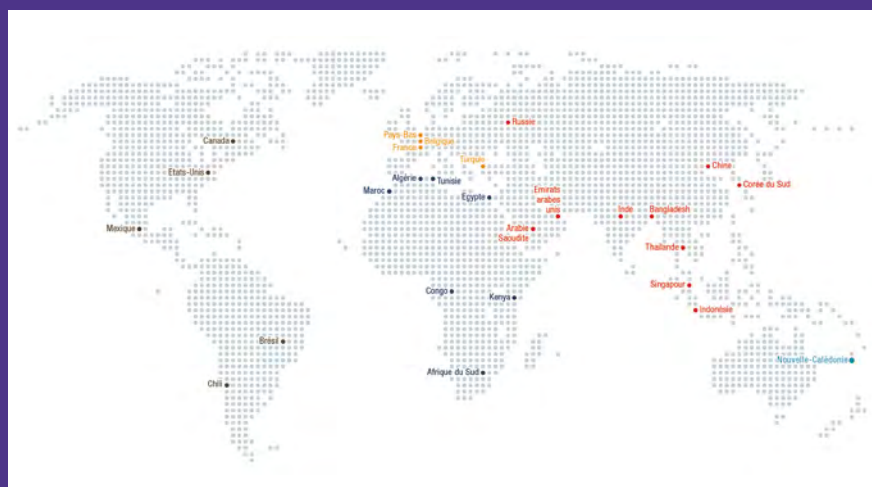 Russie
Pays-Bas
Belgique
Canada
France
Turquie
Chine
Etats-Unis
Algérie
Tunisie
Corée du Sud
Maroc
Egypte
Emirats
arabes
unis
Inde
Bangladesh
Mexique
Arabie
Saoudite
Thaïlande
Singapour
Congo
Kenya
Indonésie
Brésil
Nouvelle-Calédonie
Afrique du Sud
Chili